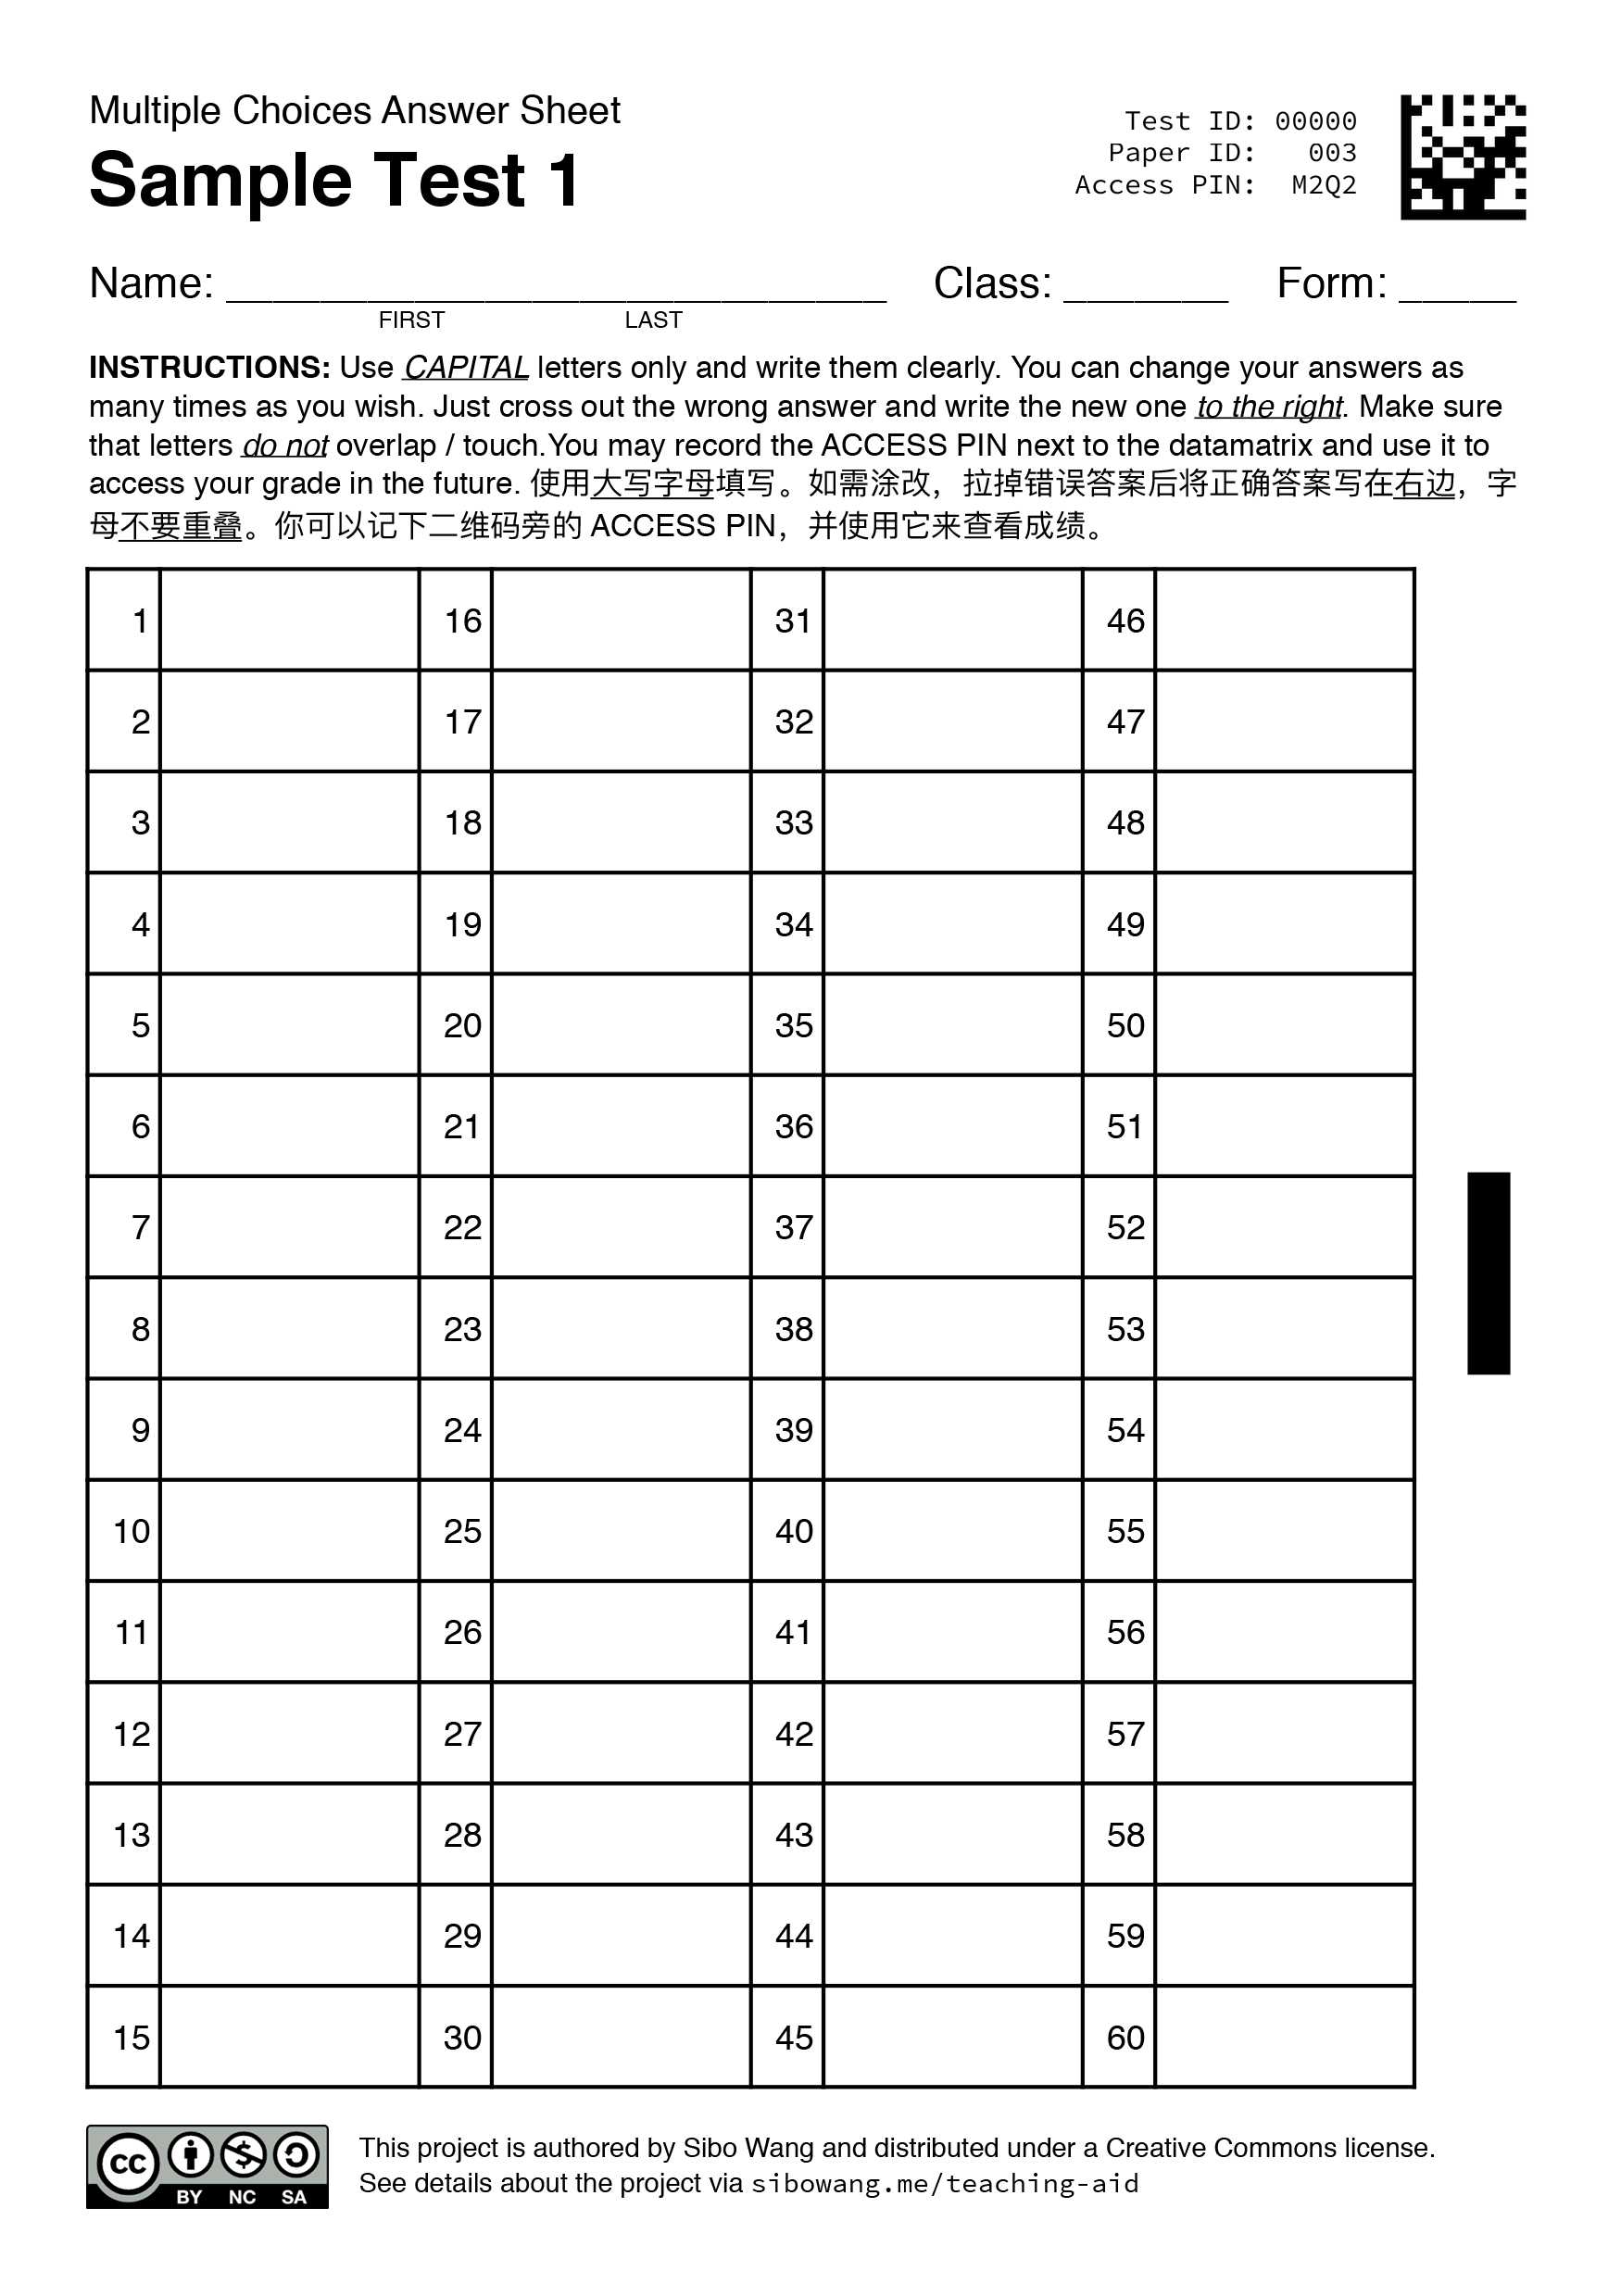 Multiple Choices Answer Sheet
Sample Test 1
Test ID: 00000
Paper ID: 003
Access PIN: M2Q2
Name: ____________________________ Class: _______ Form: _____
FIRST LAST
INSTRUCTIONS: Use CAPITAL letters only and write them clearly. You can change your answers as
many times as you wish. Just cross out the wrong answer and write the new one to the right. Make sure
that letters do not overlap / touch.You may record the ACCESS PIN next to the datamatrix and use it to
access your grade in the future. 使用大写字母填写。如需涂改，拉掉错误答案后将正确答案写在右边，字
母不要重叠。你可以记下二维码旁的 ACCESS PIN，并使用它来查看成绩。
1 16 31 46
2 17 32 47
3 18 33 48
4 19 34 49
5 20 35 50
6 21 36 51
7 22 37 52
8 23 38 53
9 24 39 54
10 25 40 55
11 26 41 56
12 27 42 57
13 28 43 58
14 29 44 59
15 30 45 60
cc BY NC SA
This project is authored by Sibo Wang and distributed under a Creative Commons license.
See details about the project via sibowang.me/teaching-aid